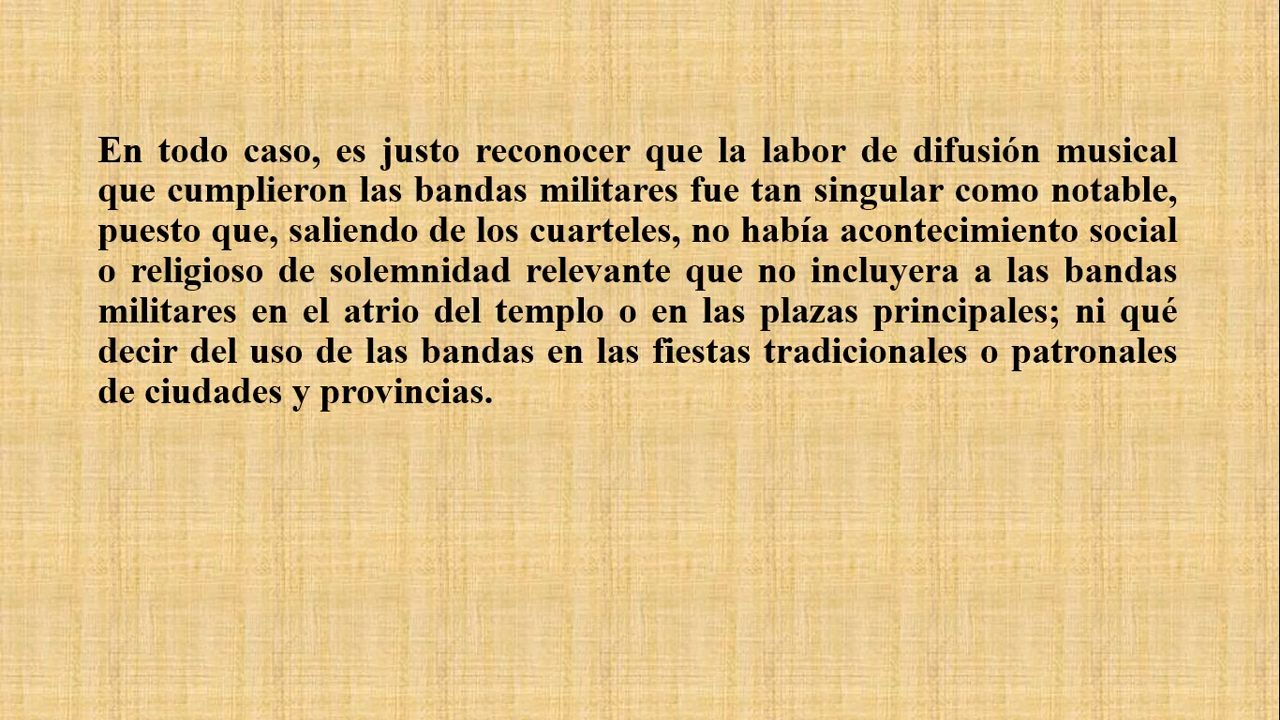 En todo caso, es justo reconocer que la labor de difusión musical
que cumplieron las bandas militares fue tan singular como notable,
puesto que, saliendo de los cuarteles, no había acontecimiento social
o religioso de solemnidad relevante que no incluyera a las bandas
militares en el atrio del templo o en las plazas principales; ni qué
decir del uso de las bandas en las fiestas tradicionales o patronales
de ciudades y provincias.